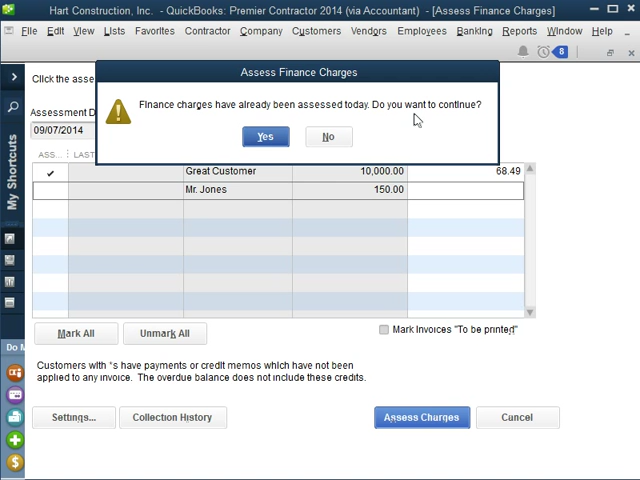 Hart Construction, Inc. - QuickBooks: Premier Contractor 2014 (via Accountant) - [Assess Finance Charges]
File Edit View Lists Favorites Contractor Company Customers Vendors Employees Banking Reports Window Help
8
Click the asse
Assess Finance Charges
Finance charges have already been assessed today. Do you want to continue?
Yes No
Assessment D
09/07/2014
ASS... LAST
Great Customer 10,000.00 68.49
Mr. Jones 150.00
My Shortcuts
Mark All Unmark All Mark Invoices "To be printed"
Do M
Customers with *s have payments or credit memos which have not been
applied to any invoice. The overdue balance does not include these credits.
Settings... Collection History Assess Charges Cancel